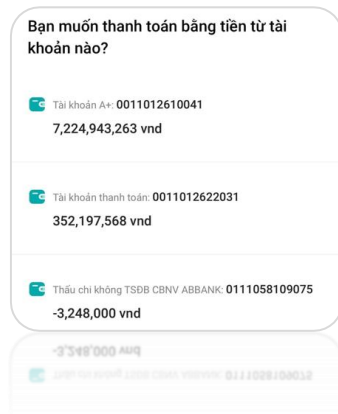 Bạn muốn thanh toán bằng tiền từ tài
khoản nào?
Tài khoản A+: 0011012610041
7,224,943,263 vnd
Tài khoản thanh toán: 0011012622031
352,197,568 vnd
Thấu chi không TSĐB CBNV ABBANK: 0111058109075
-3,248,000 vnd